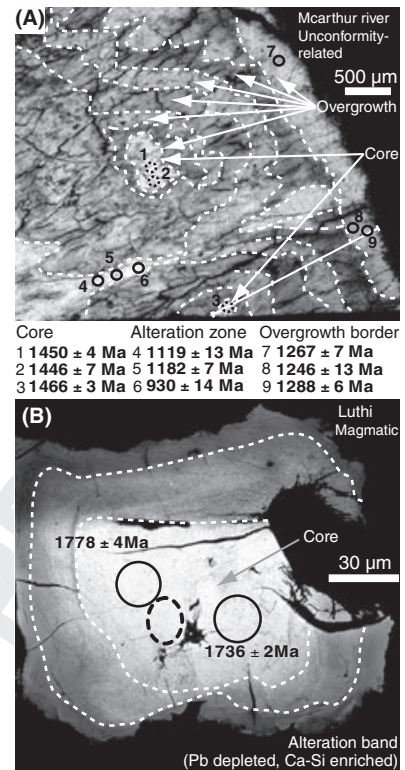 (A)
Mcarthur river
Unconformity-
related
7
500 µm
Overgrowth
1
2
Core
8
9
5
4
6
3
Core Alteration zone Overgrowth border
1 1450 ± 4 Ma 4 1119 ± 13 Ma 7 1267 ± 7 Ma
2 1446 ± 7 Ma 5 1182 ± 7 Ma 8 1246 ± 13 Ma
3 1466 ± 3 Ma 6 930 ± 14 Ma 9 1288 ± 6 Ma
(B)
Luthi
Magmatic
1778 ± 4Ma
Core
30 µm
1736 ± 2Ma
Alteration band
(Pb depleted, Ca-Si enriched)